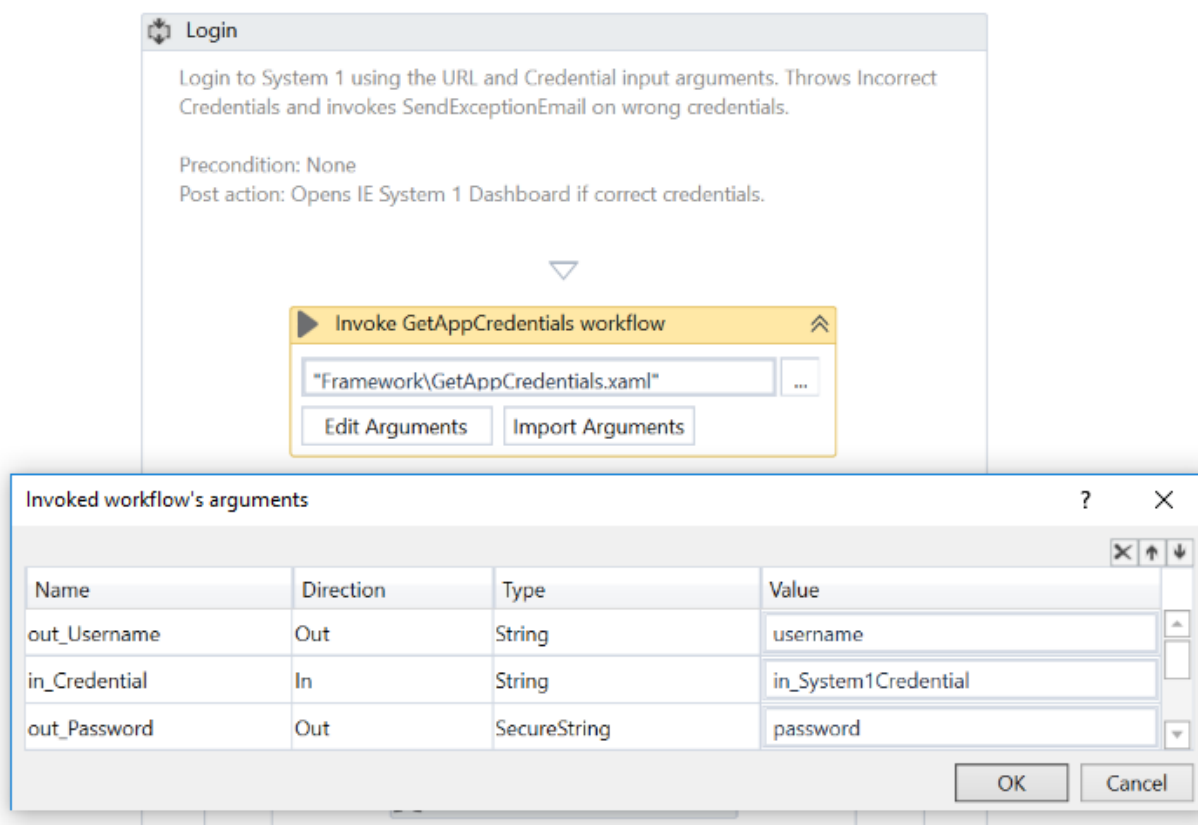 Login
Login to System 1 using the URL and Credential input arguments. Throws Incorrect
Credentials and invokes SendExceptionEmail on wrong credentials.
Precondition: None
Post action: Opens IE System 1 Dashboard if correct credentials.
Invoke GetAppCredentials workflow
"Framework\GetAppCredentials.xaml"
...
Edit Arguments Import Arguments
Invoked workflow's arguments ?
Name Direction Type Value
out_Username Out String username
in_Credential In String in_System1Credential
out_Password Out SecureString password
OK Cancel